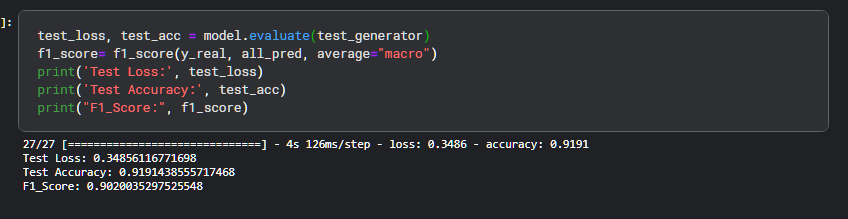 ]:
test_loss, test_acc = model.evaluate(test_generator)
f1_score= f1_score(y_real, all_pred, average="macro")
print('Test Loss:', test_loss)
print('Test Accuracy:', test_acc)
print("F1_Score:", f1_score)
27/27 [==============================] - 4s 126ms/step - loss: 0.3486 - accuracy: 0.9191
Test Loss: 0.34856116771698
Test Accuracy: 0.9191438555717468
F1_Score: 0.9020035297525548